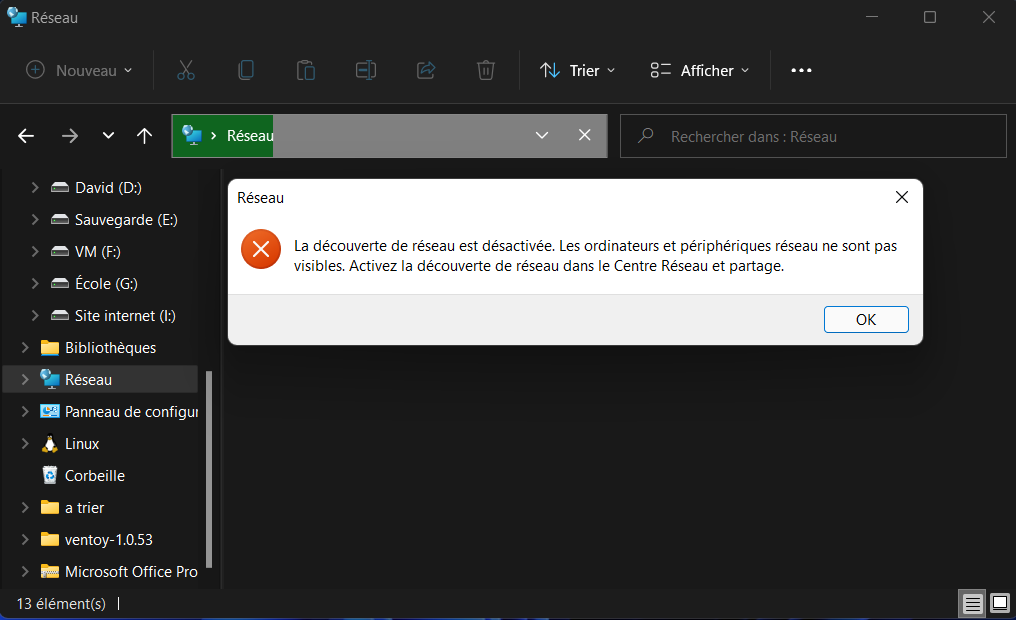 Réseau
Nouveau
Trier
Afficher
Réseau
Rechercher dans : Réseau
David (D:)
Sauvegarde (E:)
VM (F:)
École (G:)
Site internet (I:)
Bibliothèques
Réseau
Panneau de configur
Linux
Corbeille
a trier
ventoy-1.0.53
Microsoft Office Pro
Réseau
La découverte de réseau est désactivée. Les ordinateurs et périphériques réseau ne sont pas
visibles. Activez la découverte de réseau dans le Centre Réseau et partage.
OK
13 élément(s)